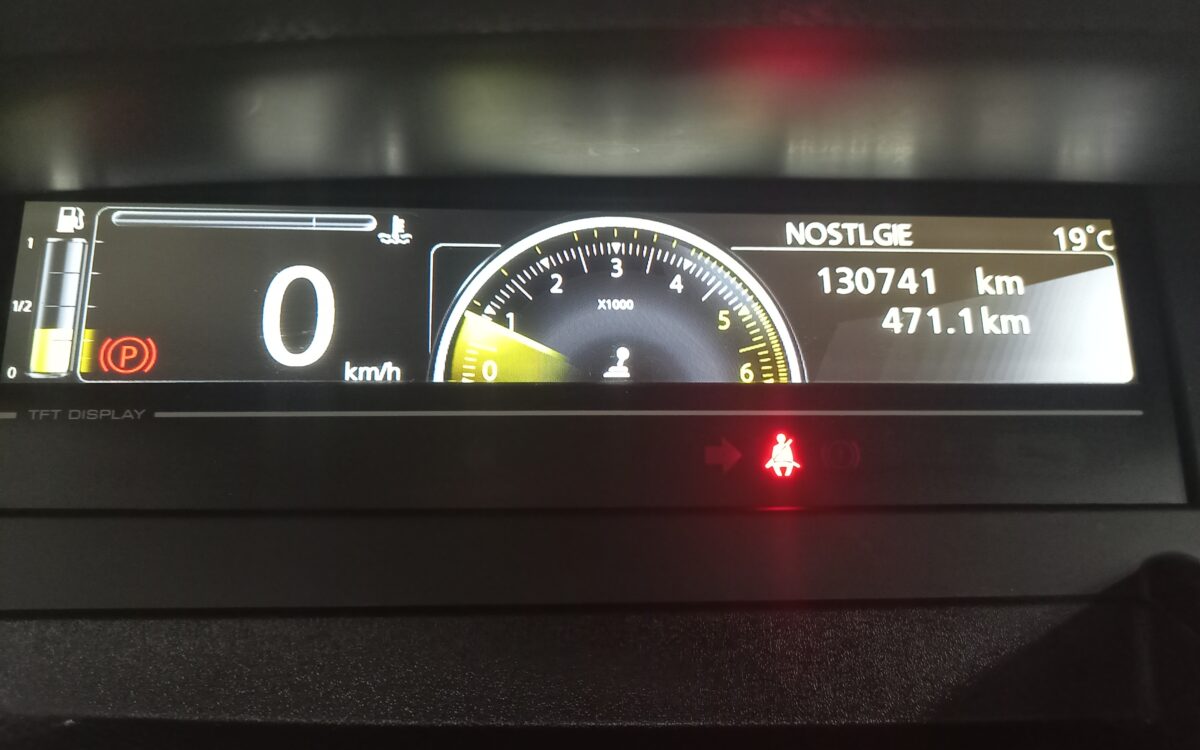 NOSTLGIE 19°C
130741 km
471.1 km
1
1/2
0
P
0 km/h
0 1 2 3 4 5 6
X1000
TFT DISPLAY